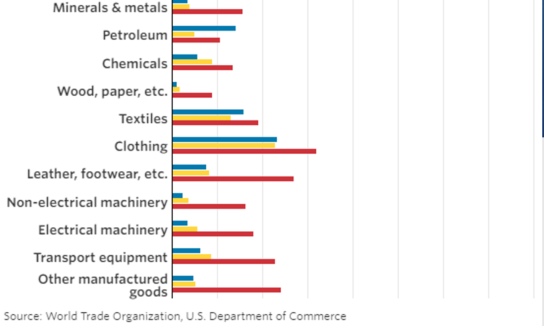 Minerals & metals
Petroleum
Chemicals
Wood, paper, etc.
Textiles
Clothing
Leather, footwear, etc.
Non-electrical machinery
Electrical machinery
Transport equipment
Other manufactured
goods
Source: World Trade Organization, U.S. Department of Commerce